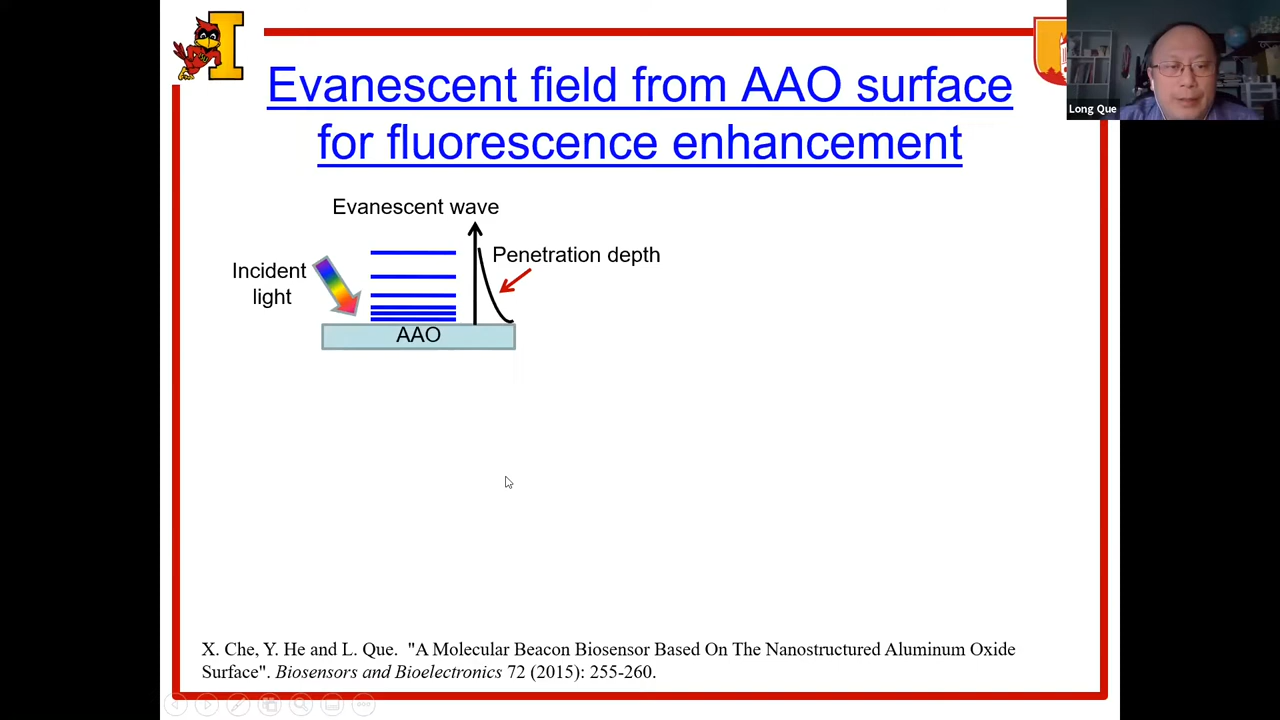 Evanescent field from AAO surface
for fluorescence enhancement
Long Que
Evanescent wave
Penetration depth
Incident
light
AAO
X. Che, Y. He and L. Que. "A Molecular Beacon Biosensor Based On The Nanostructured Aluminum Oxide
Surface". Biosensors and Bioelectronics 72 (2015): 255-260.